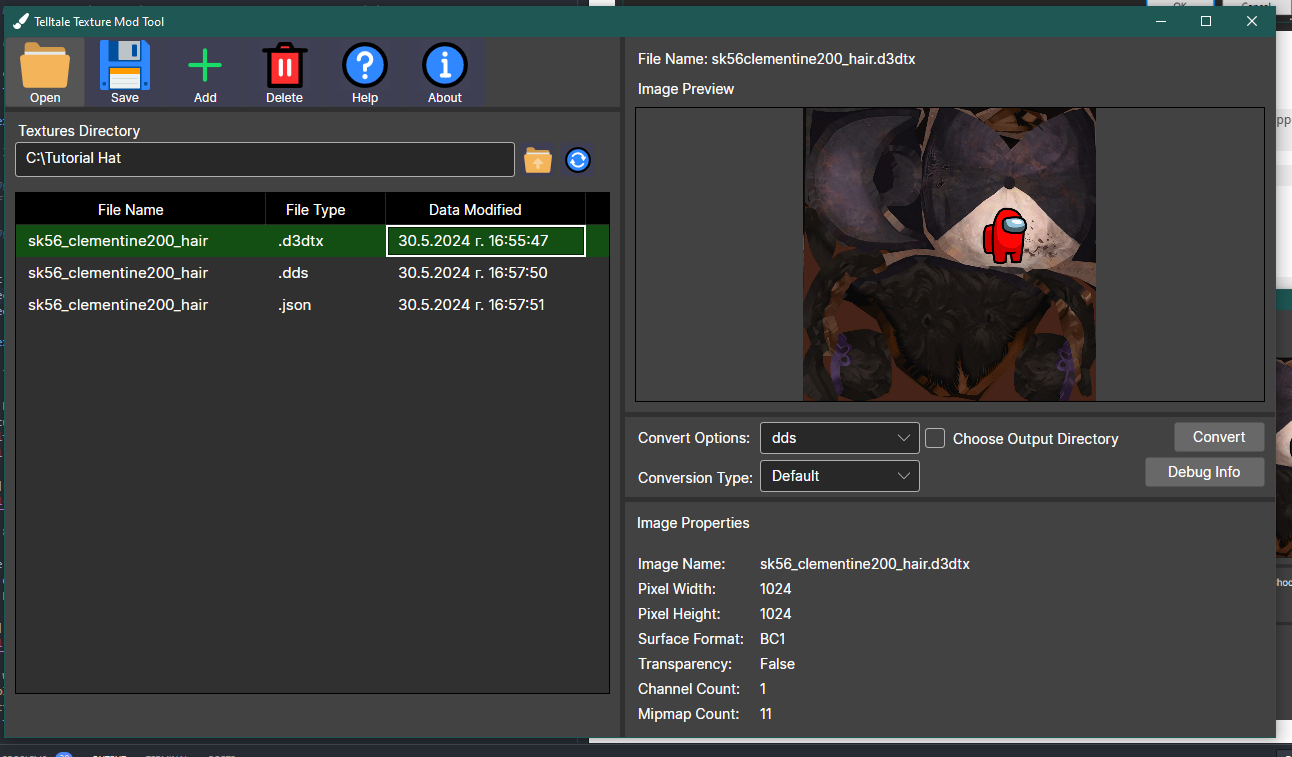 Telltale Texture Mod Tool
Open Save Add Delete Help About
Textures Directory
C:\Tutorial Hat
File Name File Type Data Modified
sk56_clementine200_hair .d3dtx 30.5.2024 г. 16:55:47
sk56_clementine200_hair .dds 30.5.2024 г. 16:57:50
sk56_clementine200_hair .json 30.5.2024 г. 16:57:51
File Name: sk56clementine200_hair.d3dtx
Image Preview
Convert Options: dds Choose Output Directory Convert
Conversion Type: Default Debug Info
Image Properties
Image Name: sk56_clementine200_hair.d3dtx
Pixel Width: 1024
Pixel Height: 1024
Surface Format: BC1
Transparency: False
Channel Count: 1
Mipmap Count: 11